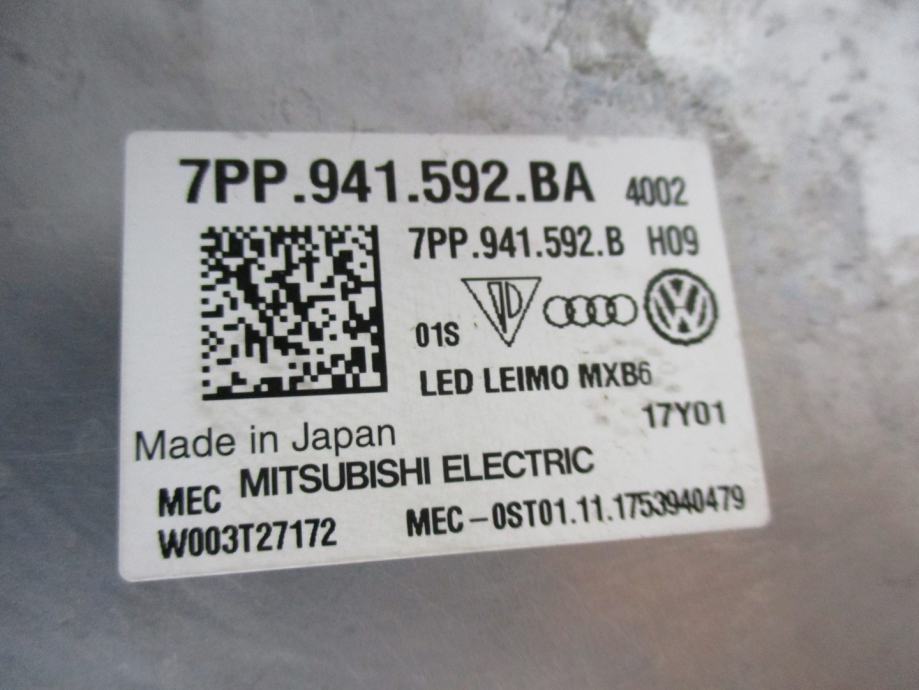 7PP.941.592.BA 4002
7PP.941.592.B H09
01S
LED LEIMO MXB6
17Y01
Made in Japan
MEC MITSUBISHI ELECTRIC
W003T27172 MEC-0ST01.11.1753940479